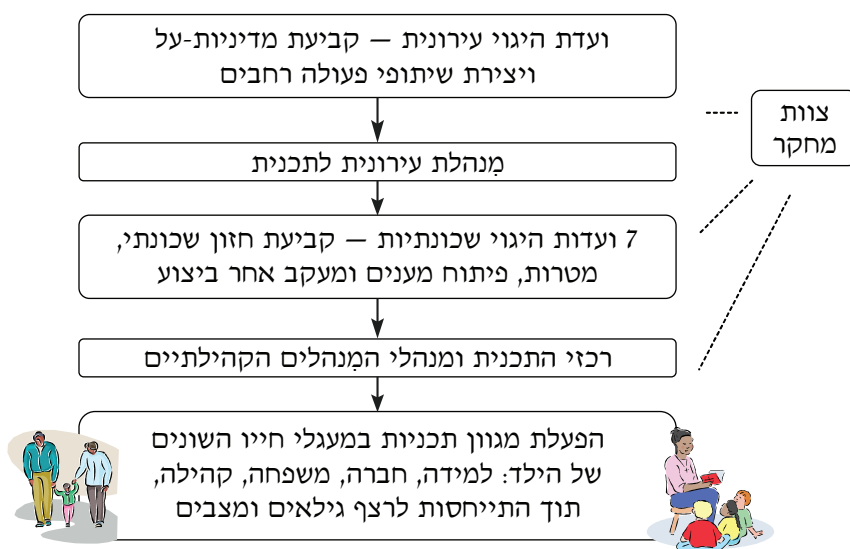 ועדת היגוי עירונית – קביעת מדיניות-על
ויצירת שיתופי פעולה רחבים
צוות
מחקר
מִנהלת עירונית לתכנית
7 ועדות היגוי שכונתיות – קביעת חזון שכונתי,
מטרות, פיתוח מענים ומעקב אחר ביצוע
רכזי התכנית ומנהלי המִנהלים הקהילתיים
הפעלת מגוון תכניות במעגלי חייו השונים
של הילד: למידה, חברה, משפחה, קהילה,
תוך התייחסות לרצף גילאים ומצבים